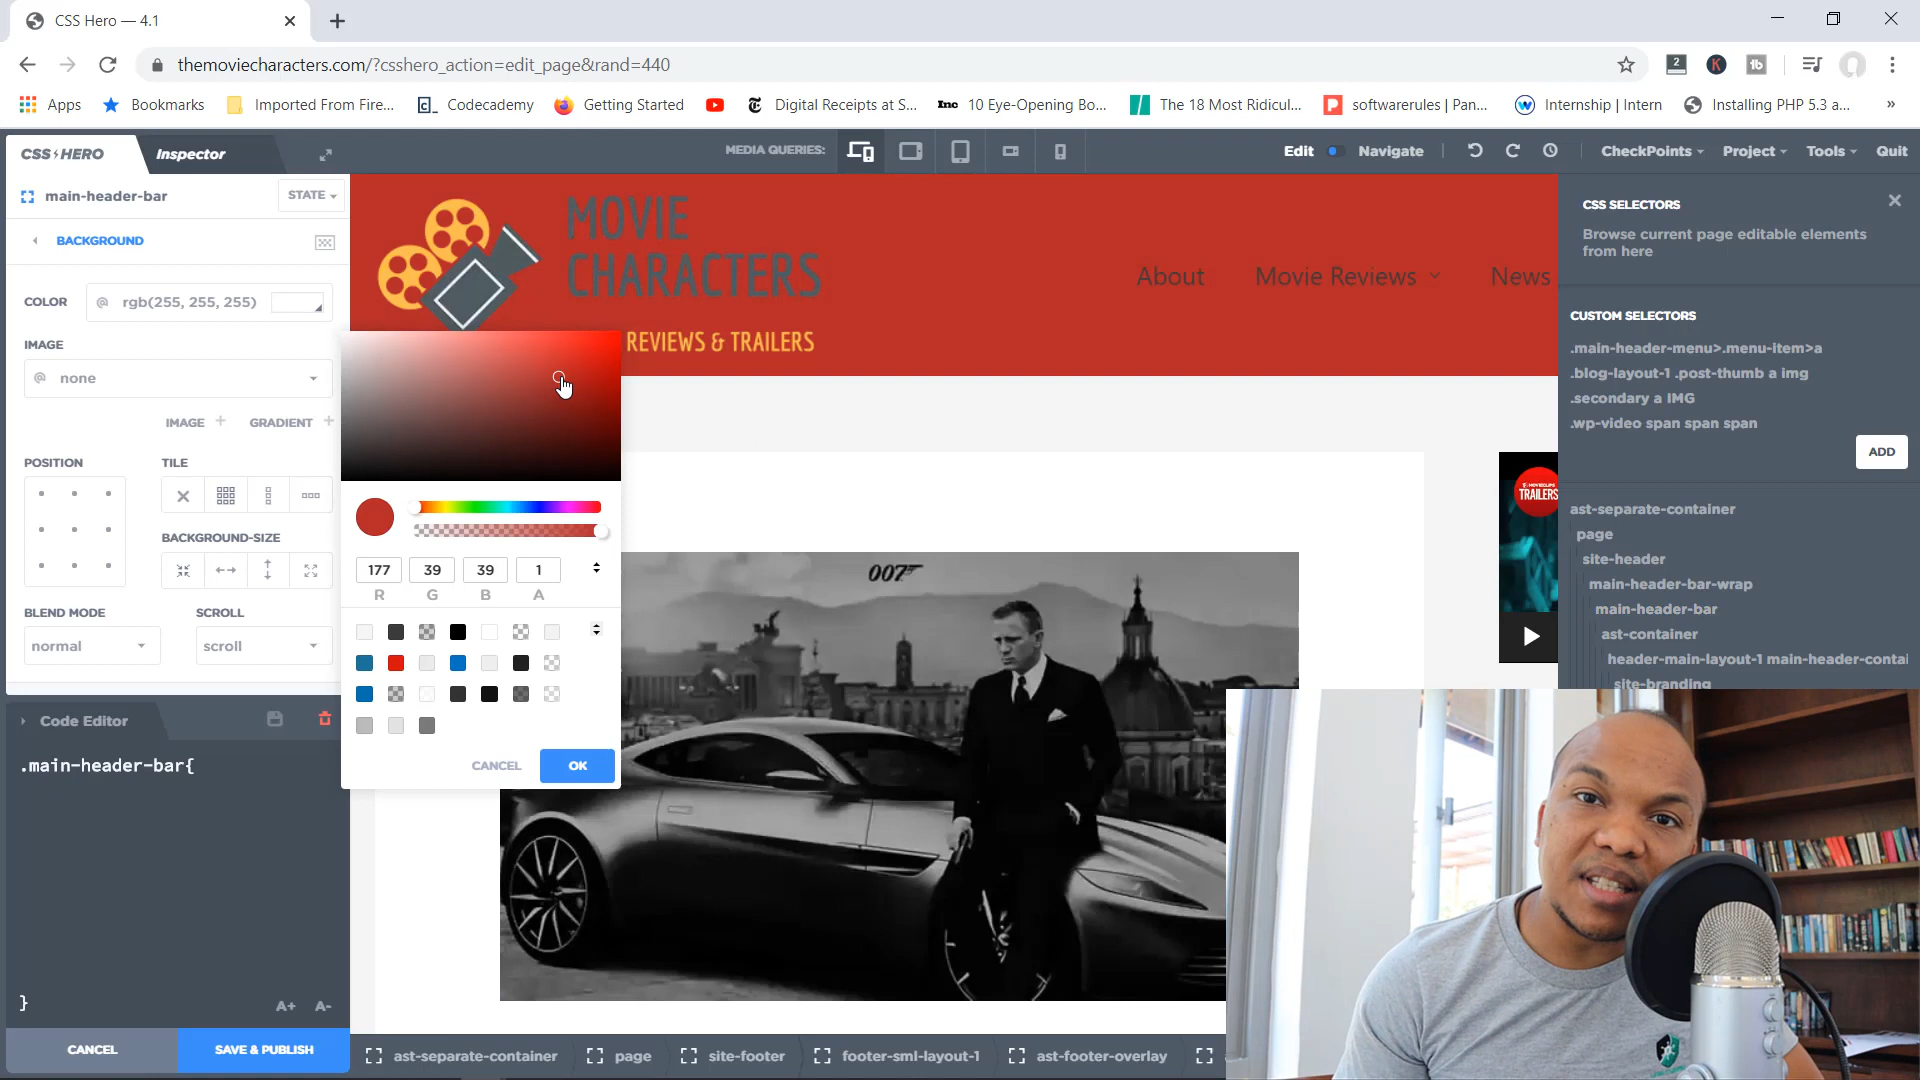 CSS Hero — 4.1
themoviecharacters.com/?csshero_action=edit_page&rand=440
2
K
tb
Apps
Bookmarks
Imported From Fire...
Codecademy
Getting Started
Digital Receipts at S...
Inc 10 Eye-Opening Bo...
The 18 Most Ridicul...
softwarerules | Pan...
Internship | Intern
Installing PHP 5.3 a...
»
CSS HERO
Inspector
MEDIA QUERIES:
Edit
Navigate
CheckPoints
Project
Tools
Quit
main-header-bar
STATE
BACKGROUND
COLOR
@ rgb(255, 255, 255)
IMAGE
@ none
IMAGE +
GRADIENT +
POSITION
TILE
BACKGROUND-SIZE
BLEND MODE
SCROLL
normal
scroll
Code Editor
.main-header-bar{
}
A+
A-
CANCEL
SAVE & PUBLISH
MOVIE
CHARACTERS
REVIEWS & TRAILERS
About
Movie Reviews
News
177
39
39
1
R
G
B
A
CANCEL
OK
007
MOVIECLIPS
TRAILERS
CSS SELECTORS
Browse current page editable elements
from here
CUSTOM SELECTORS
.main-header-menu>.menu-item>a
.blog-layout-1 .post-thumb a img
.secondary a IMG
.wp-video span span span
ADD
ast-separate-container
page
site-header
main-header-bar-wrap
main-header-bar
ast-container
header-main-layout-1 main-header-contai
site-branding
ast-separate-container
page
site-footer
footer-sml-layout-1
ast-footer-overlay